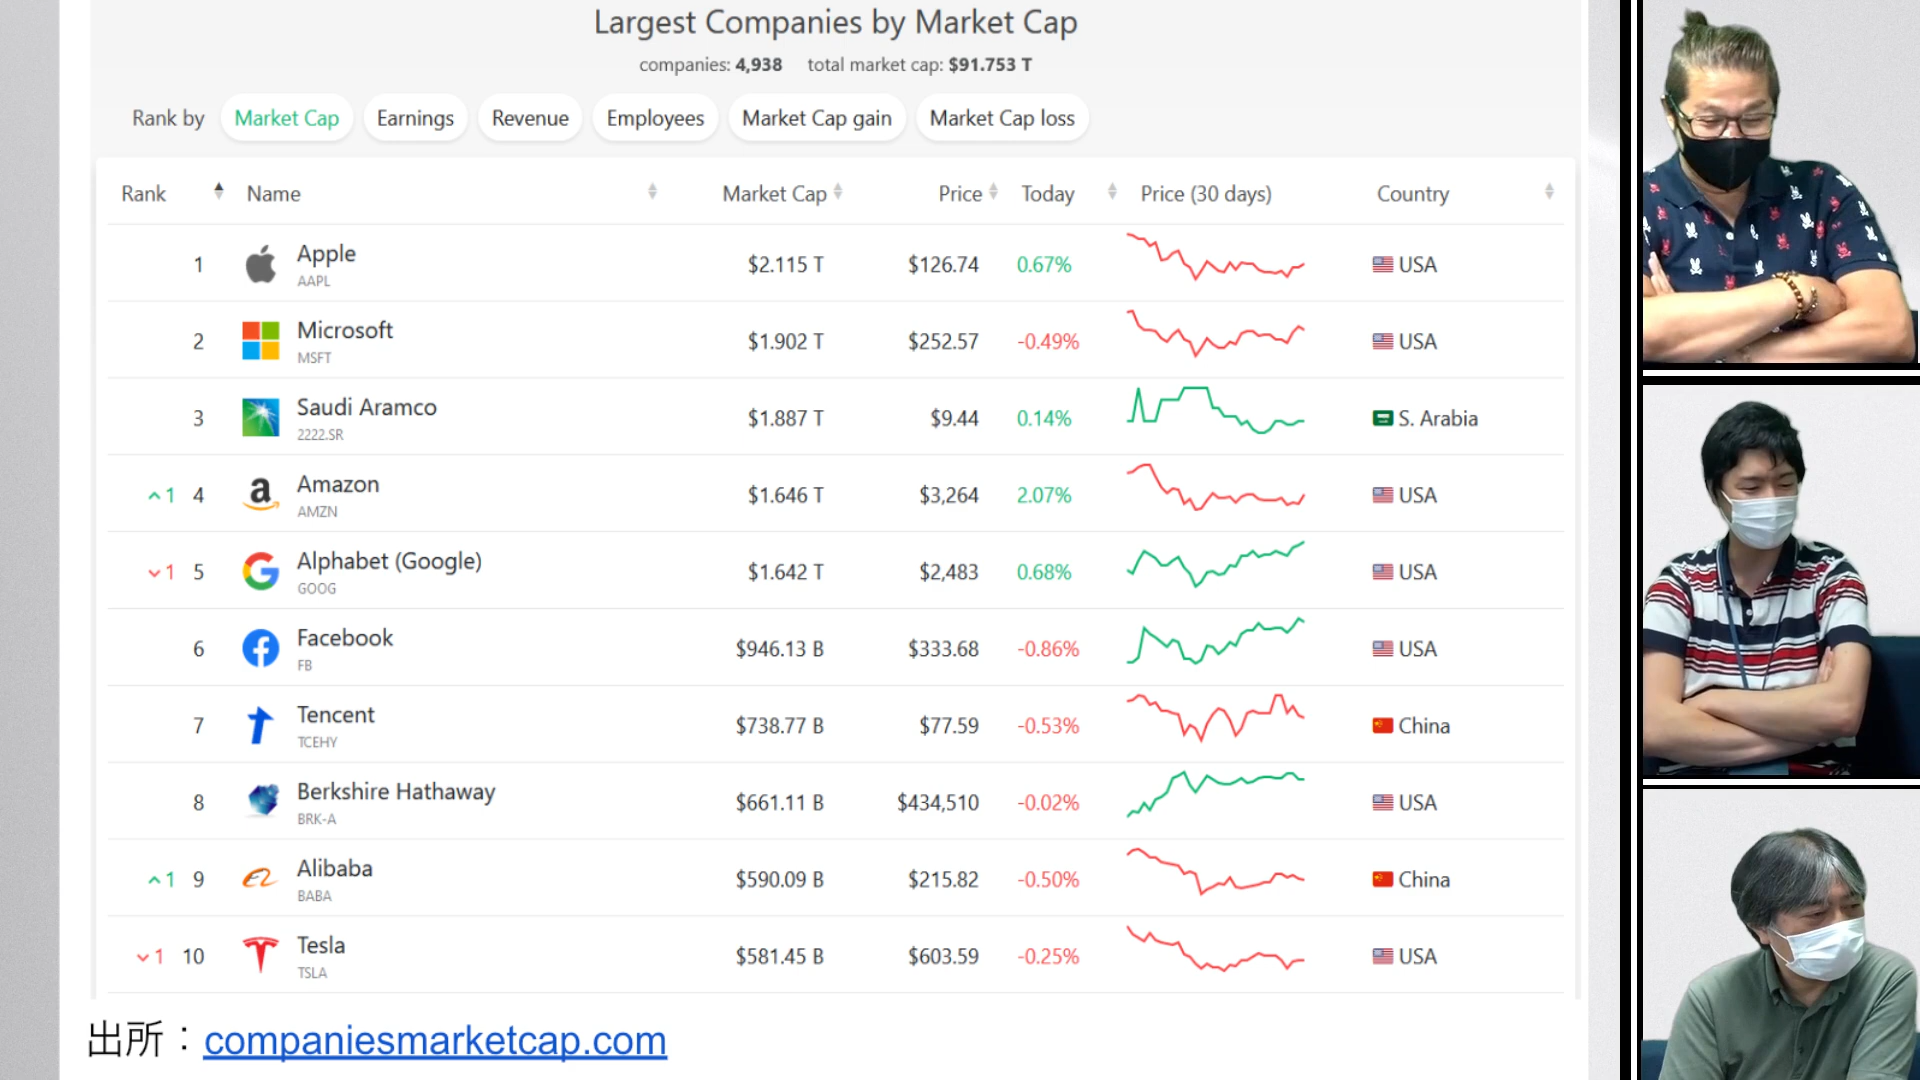 Largest Companies by Market Cap
companies: 4,938 total market cap: $91.753 T
Rank by Market Cap Earnings Revenue Employees Market Cap gain Market Cap loss
Rank Name Market Cap Price Today Price (30 days) Country
1 Apple $2.115 T $126.74 0.67% USA
AAPL
2 Microsoft $1.902 T $252.57 -0.49% USA
MSFT
3 Saudi Aramco $1.887 T $9.44 0.14% S. Arabia
2222.SR
1 4 Amazon $1.646 T $3,264 2.07% USA
AMZN
1 5 Alphabet (Google) $1.642 T $2,483 0.68% USA
GOOG
6 Facebook $946.13 B $333.68 -0.86% USA
FB
7 Tencent $738.77 B $77.59 -0.53% China
TCEHY
8 Berkshire Hathaway $661.11 B $434,510 -0.02% USA
BRK-A
1 9 Alibaba $590.09 B $215.82 -0.50% China
BABA
1 10 Tesla $581.45 B $603.59 -0.25% USA
TSLA
出所：companiesmarketcap.com